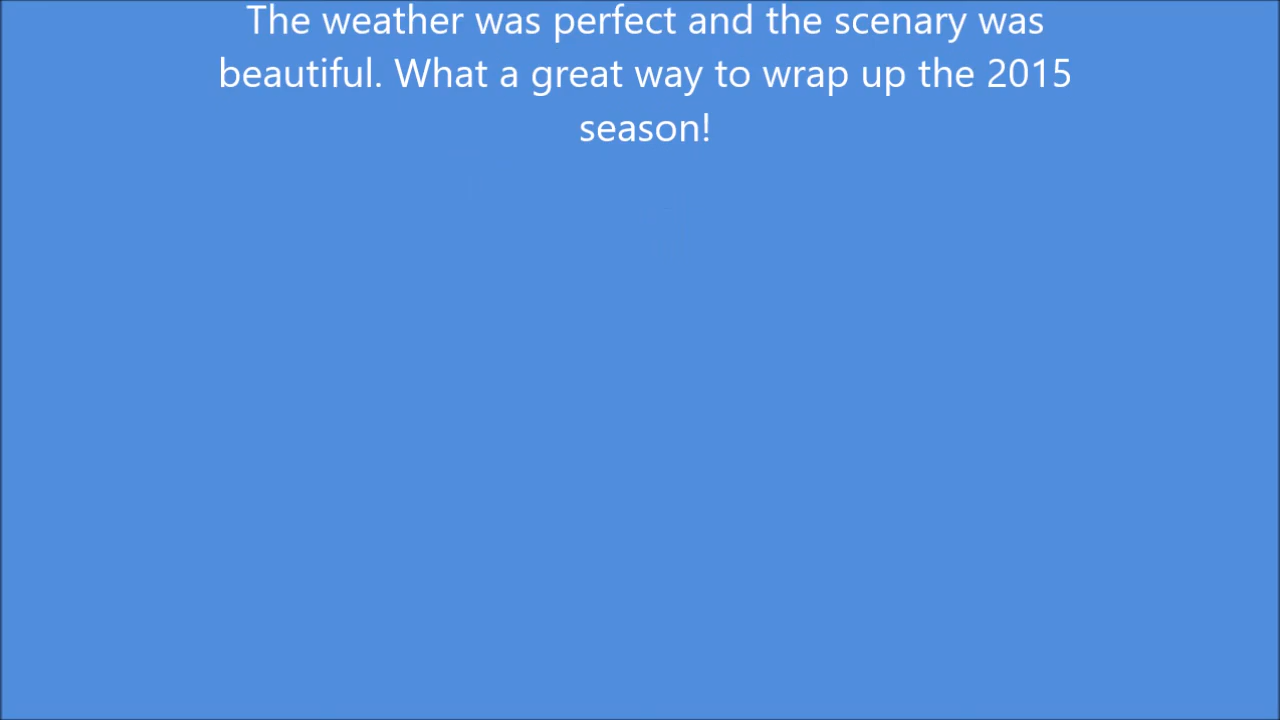 The weather was perfect and the scenary was
beautiful. What a great way to wrap up the 2015
season!